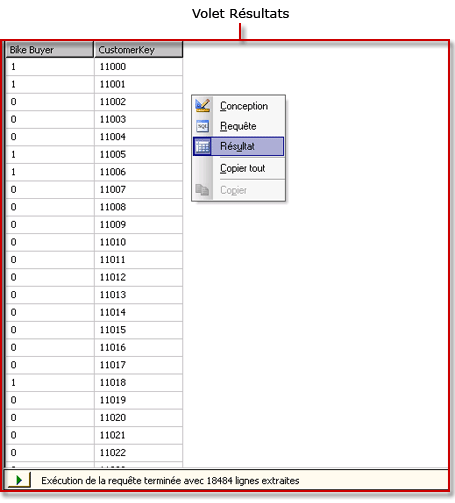 Volet Résultats
Bike Buyer CustomerKey
1 11000
1 11001
0 11002
0 11003
0 11004
1 11005
1 11006
0 11007
0 11008
0 11009
0 11010
0 11011
0 11012
0 11013
0 11014
0 11015
0 11016
0 11017
1 11018
0 11019
0 11020
0 11021
0 11022
Conception
SQL Requête
Résultat
Copier tout
Copier
Exécution de la requête terminée avec 18484 lignes extraites